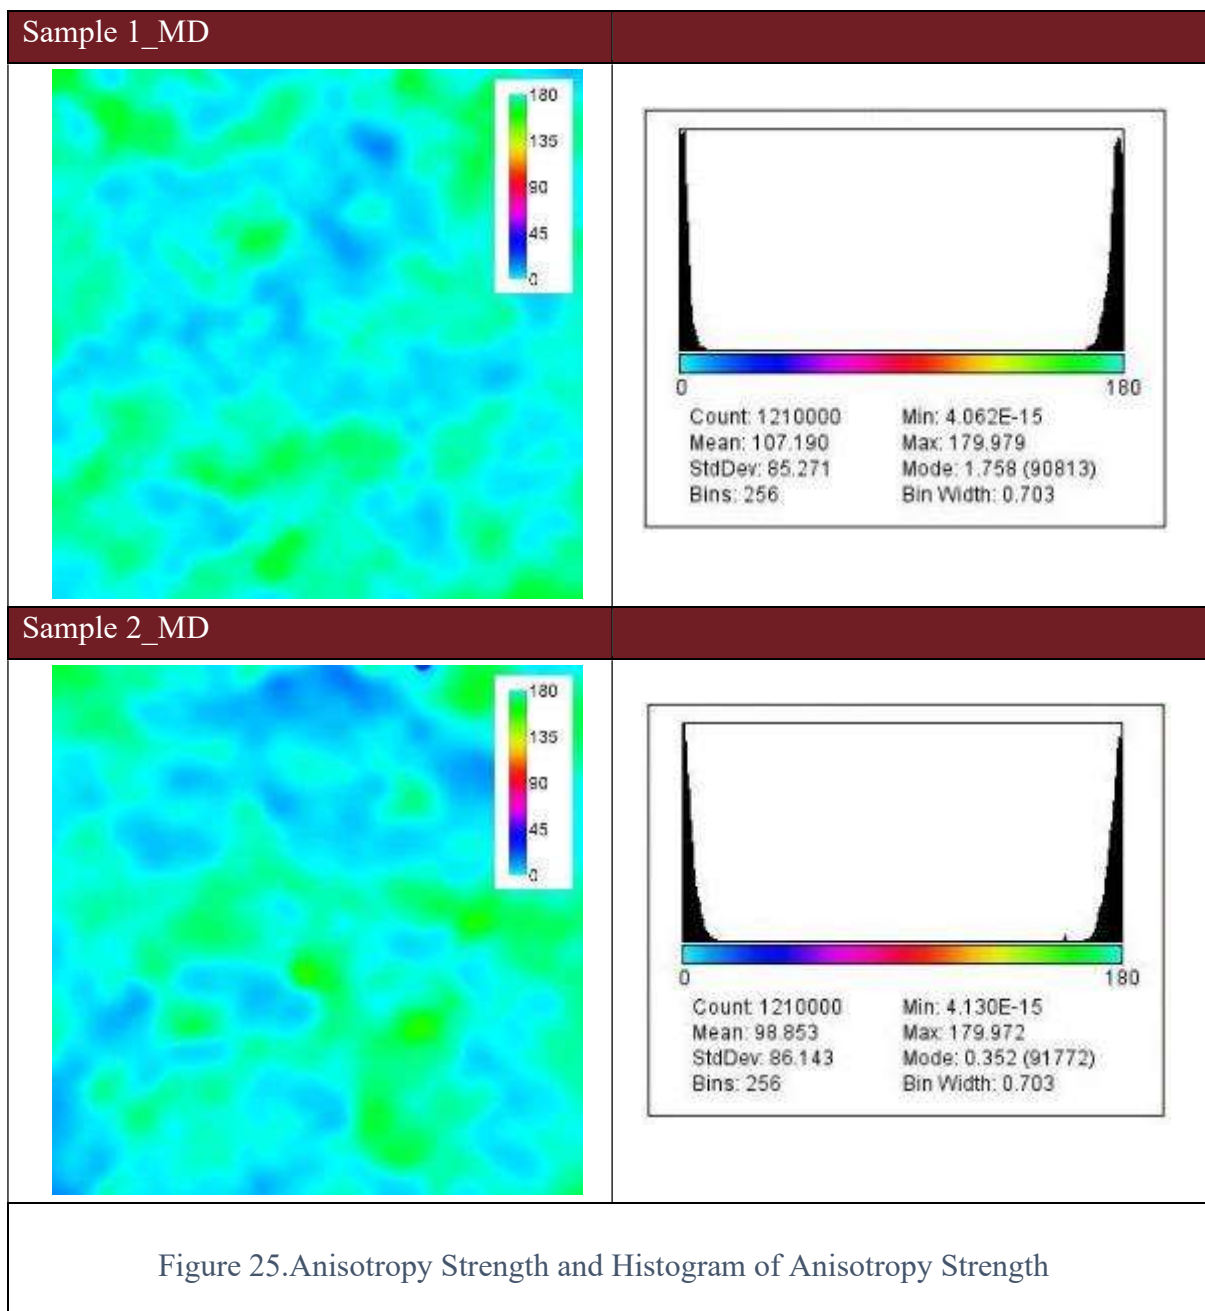 Sample 1_MD
180
135
90
45
0
0 180
Count: 1210000 Min: 4.062E-15
Mean: 107.190 Max: 179.979
StdDev: 85.271 Mode: 1.758 (90813)
Bins: 256 Bin Width: 0.703
Sample 2_MD
180
135
90
45
0
0 180
Count: 1210000 Min: 4.130E-15
Mean: 98.853 Max: 179.972
StdDev: 86.143 Mode: 0.352 (91772)
Bins: 256 Bin Width: 0.703
Figure 25.Anisotropy Strength and Histogram of Anisotropy Strength